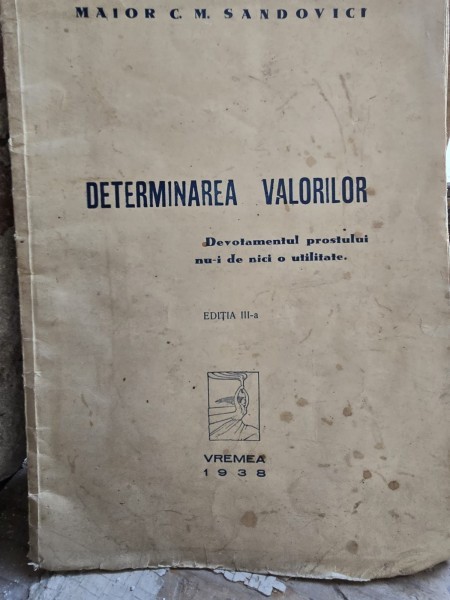 MAIOR C. M. SANDOVICI
DETERMINAREA VALORILOR
Devotamentul prostului
nu-i de nici o utilitate.
EDIȚIA III-a
VREMEA
1938